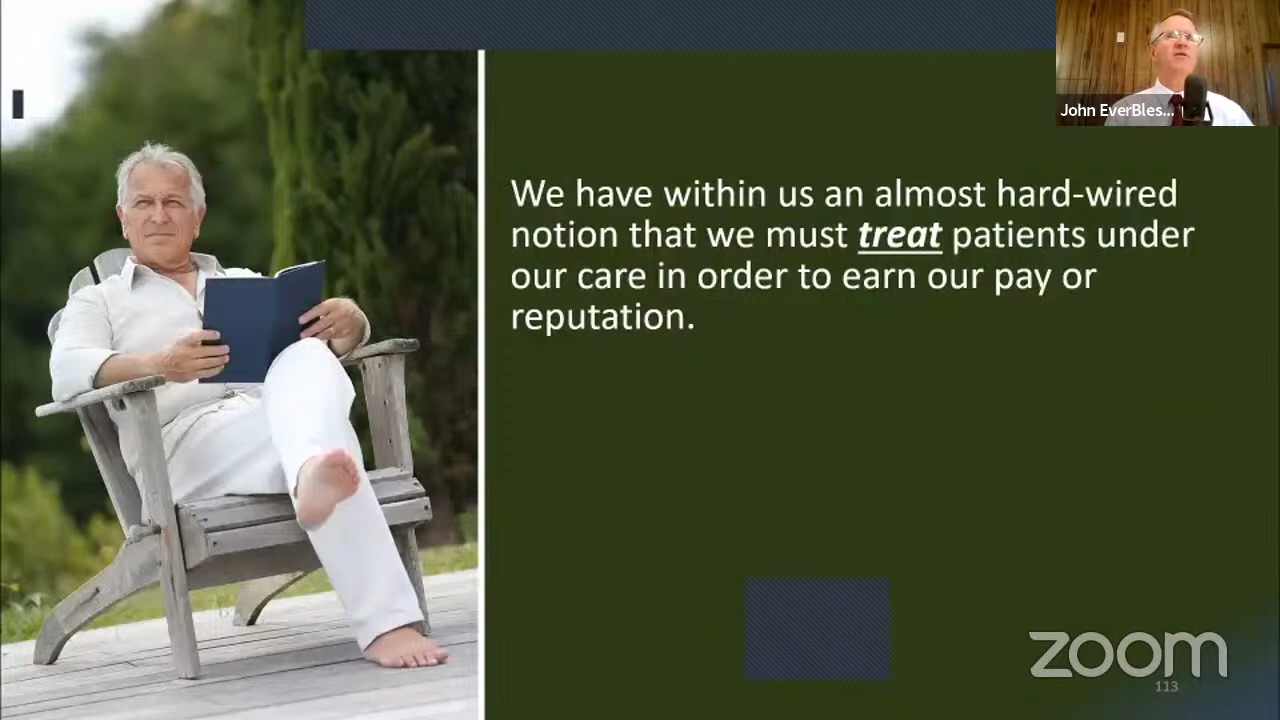 John EverBles...
We have within us an almost hard-wired
notion that we must treat patients under
our care in order to earn our pay or
reputation.
zoom
113